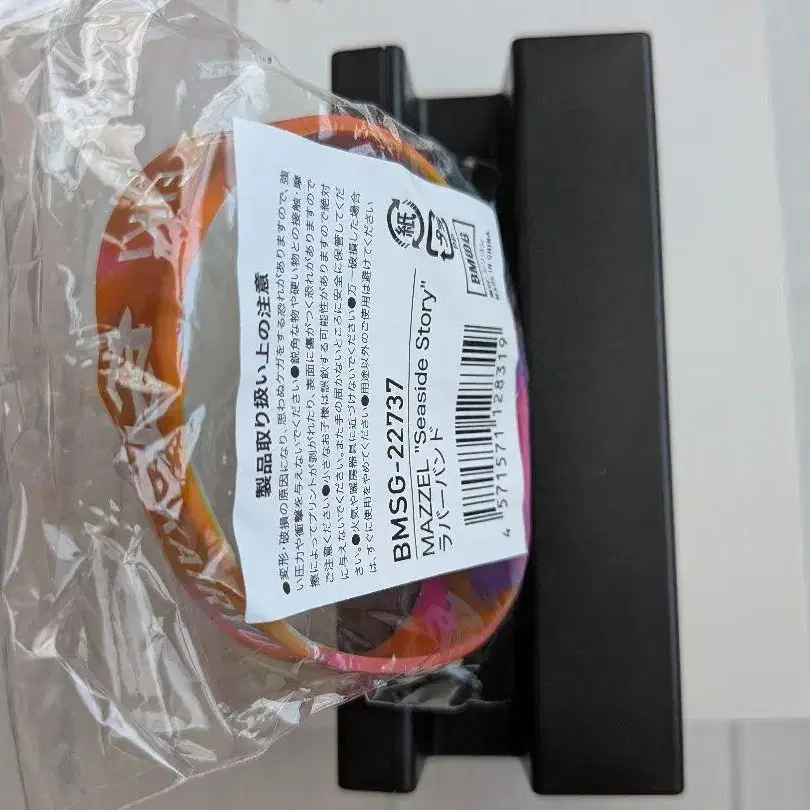 製品取り扱い上の注意
●変形・破損の原因になり、思わぬケガをする恐れがありますので、強
い圧力や衝撃を与えないでください●鋭角な物や硬い物との接触・摩
擦によってプリントが剥がれたり、表面に傷がつく恐れがありますので
ご注意ください●小さなお子様は誤飲する可能性がありますので絶対
に与えないでください。また手の届かないところに安全に保管してくだ
さい。●火気や暖房器具に近づけないでください●万一破損した場合
は、すぐに使用をやめてください●用途以外のご使用は避けてください
BMSG-22737
MAZZEL "Seaside Story"
ラバーバンド
4 571571 128319
紙
BMSG
MADE IN CHINA